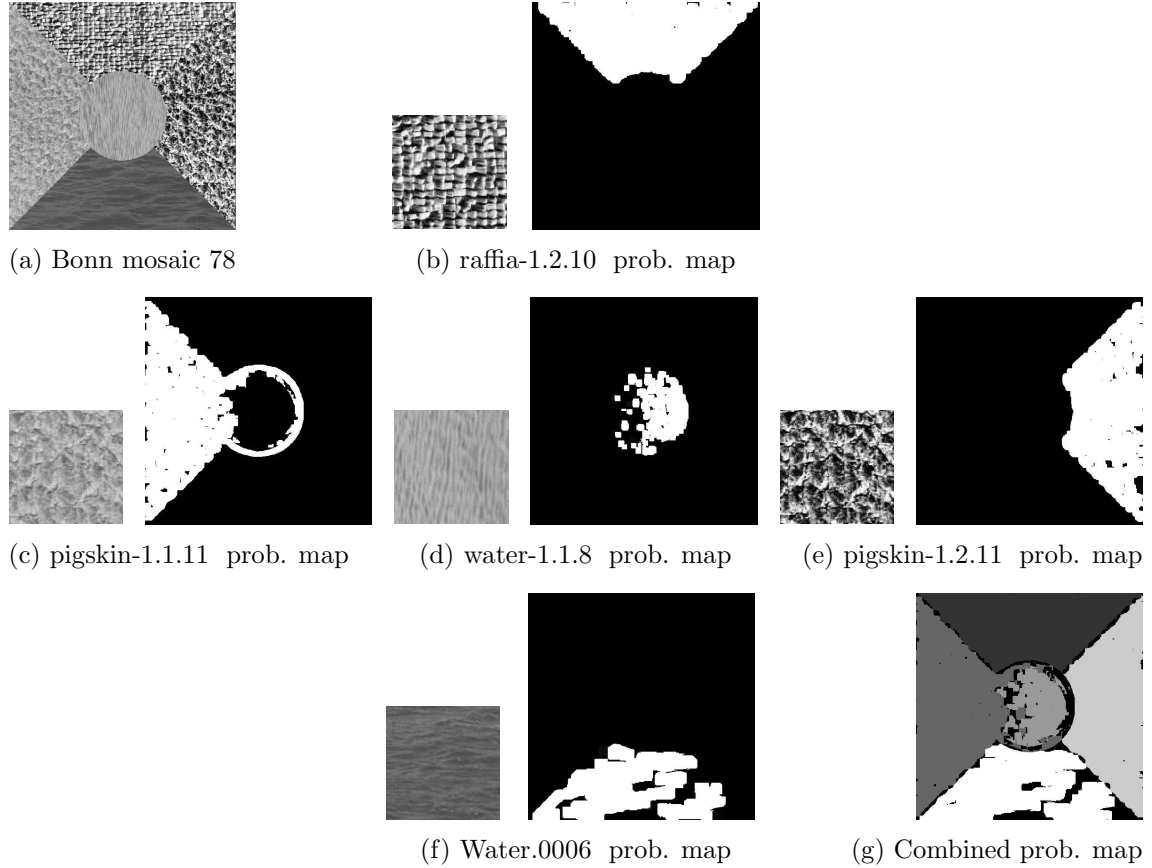 (a) Bonn mosaic 78
(b) raffia-1.2.10 prob. map
(c) pigskin-1.1.11 prob. map
(d) water-1.1.8 prob. map
(e) pigskin-1.2.11 prob. map
(f) Water.0006 prob. map
(g) Combined prob. map